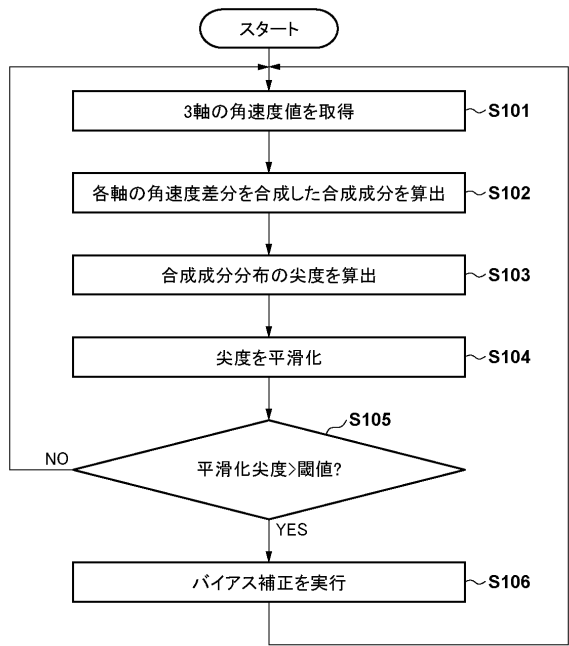 スタート
3軸の角速度値を取得
S101
各軸の角速度差分を合成した合成成分を算出
S102
合成成分分布の尖度を算出
S103
尖度を平滑化
S104
S105
平滑化尖度>閾値?
NO
YES
バイアス補正を実行
S106